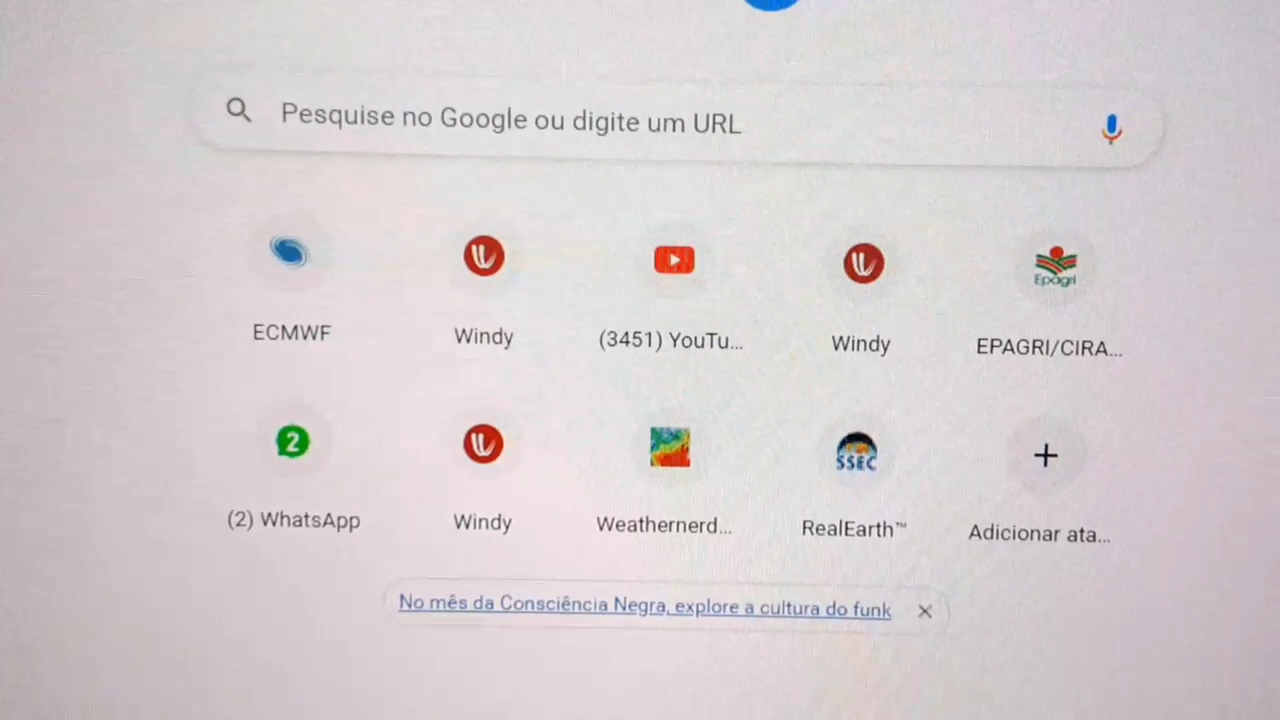 Pesquise no Google ou digite um URL
Epagri
ECMWF
Windy
(3451) YouTu...
Windy
EPAGRI/CIRA...
2
SSEC
(2) WhatsApp
Windy
Weathernerd...
RealEarth™
Adicionar ata...
No mês da Consciência Negra, explore a cultura do funk